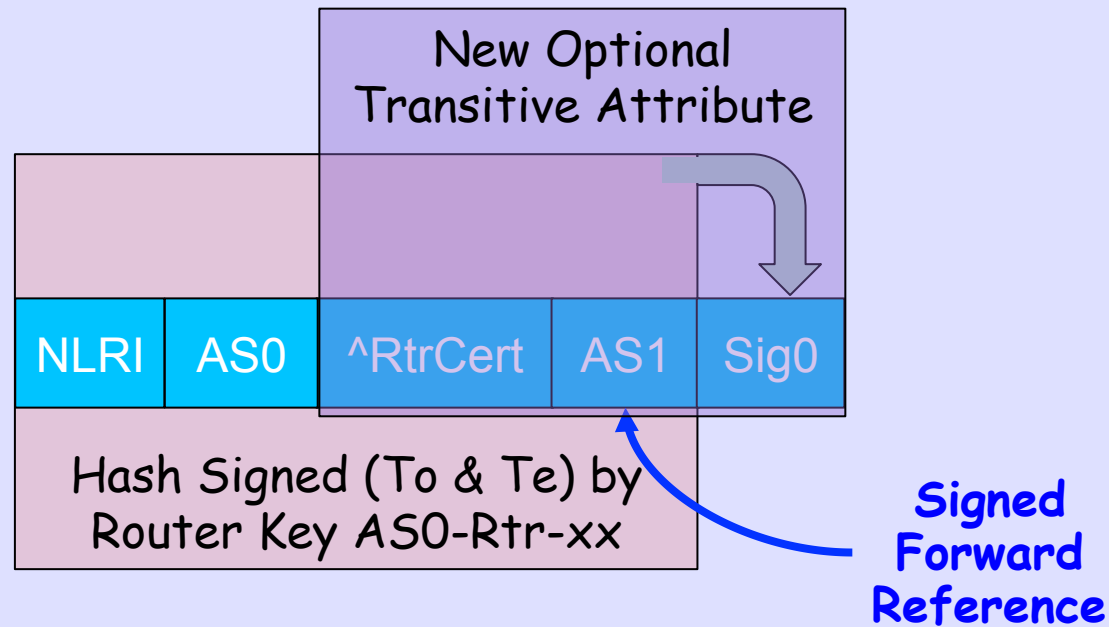 New Optional
Transitive Attribute
NLRI AS0 ^RtrCert AS1 Sig0
Hash Signed (To & Te) by
Router Key AS0-Rtr-xx
Signed
Forward
Reference